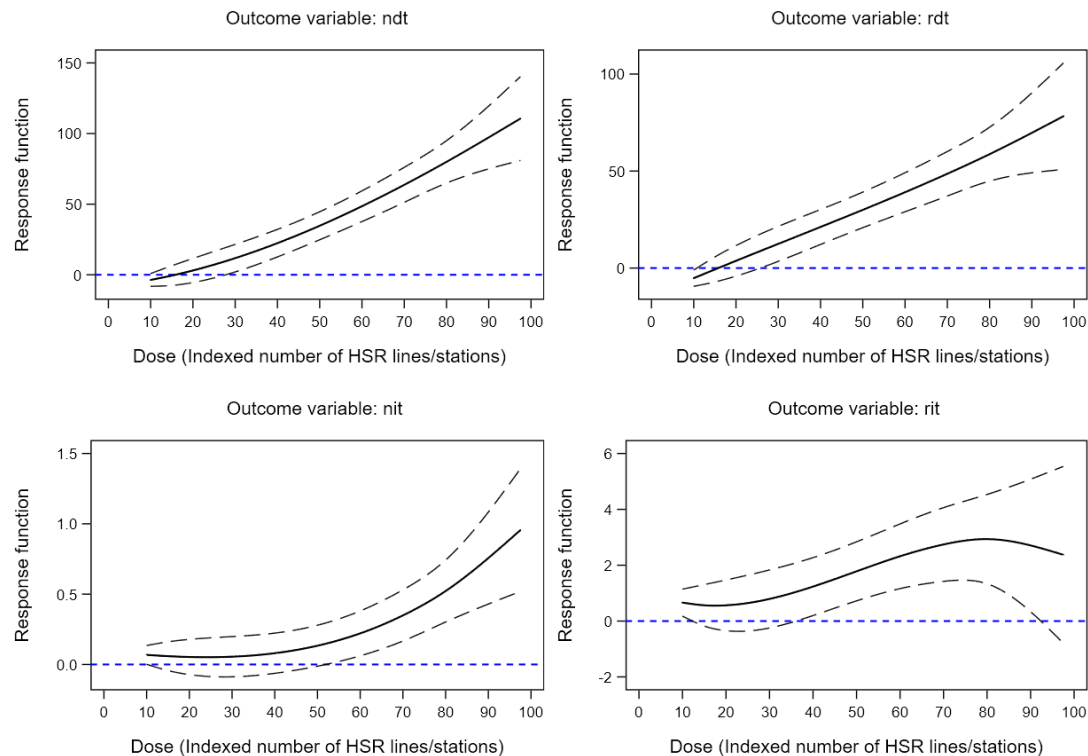 Outcome variable: ndt
150
100
50
0
Response function
0 10 20 30 40 50 60 70 80 90 100
Dose (Indexed number of HSR lines/stations)
Outcome variable: rdt
100
50
0
Response function
0 10 20 30 40 50 60 70 80 90 100
Dose (Indexed number of HSR lines/stations)
Outcome variable: nit
1.5
1.0
0.5
0.0
Response function
0 10 20 30 40 50 60 70 80 90 100
Dose (Indexed number of HSR lines/stations)
Outcome variable: rit
6
4
2
0
-2
Response function
0 10 20 30 40 50 60 70 80 90 100
Dose (Indexed number of HSR lines/stations)